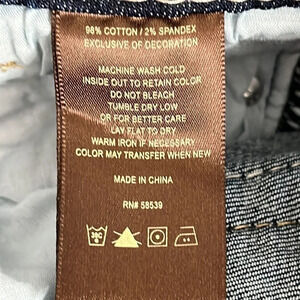 98% COTTON / 2% SPANDEX
EXCLUSIVE OF DECORATION
MACHINE WASH COLD
INSIDE OUT TO RETAIN COLOR
DO NOT BLEACH
TUMBLE DRY LOW
OR FOR BETTER CARE
LAY FLAT TO DRY
WARM IRON IF NECESSARY
COLOR MAY TRANSFER WHEN NEW
MADE IN CHINA
RN# 58539
30C